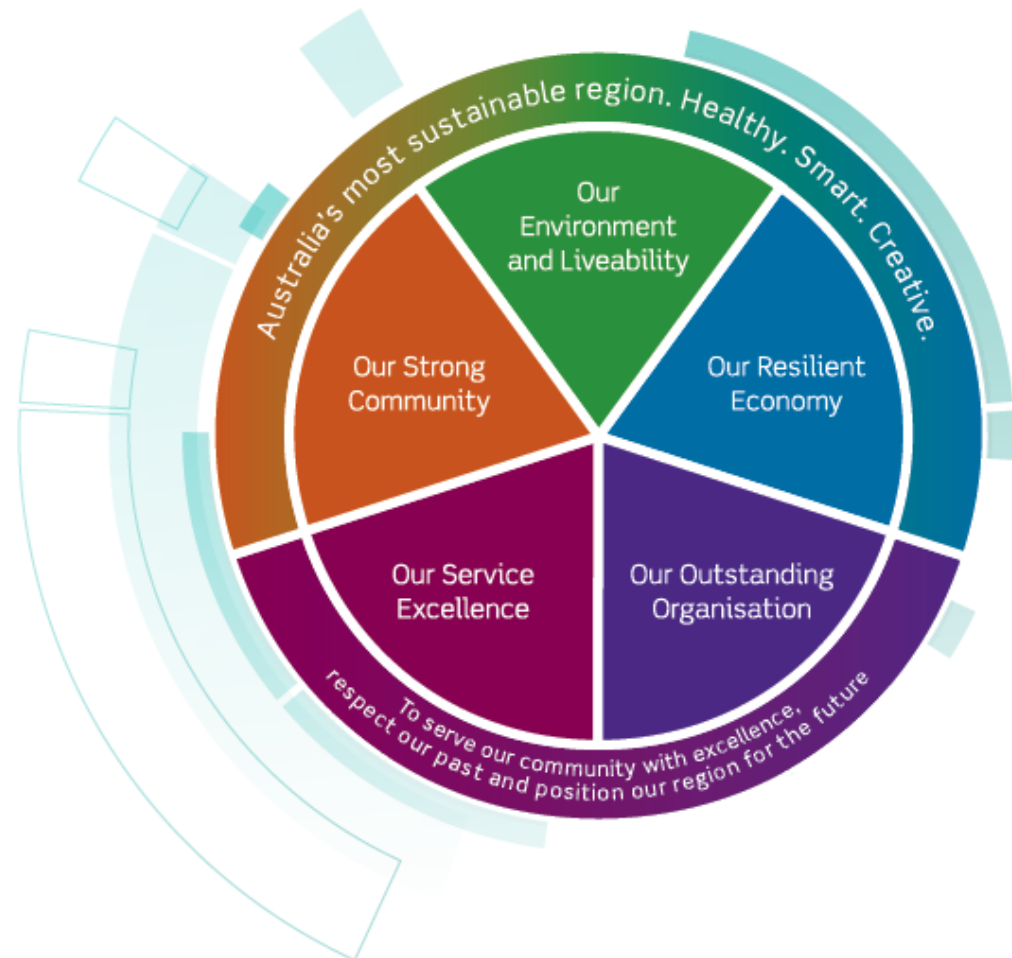 Australia's most sustainable region. Healthy. Smart. Creative.
Our
Environment
and Liveability
Our Strong
Community
Our Resilient
Economy
Our Service
Excellence
Our Outstanding
Organisation
To serve our community with excellence,
respect our past and position our region for the future